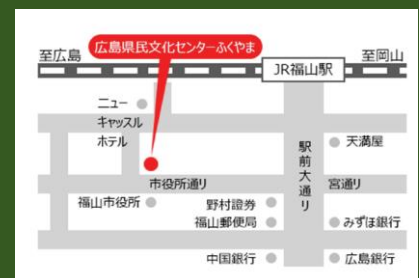 至広島
広島県民文化センターふくやま
至岡山
JR福山駅
ニュー
キャッスル
ホテル
駅前大通り
天満屋
市役所通り
宮通り
福山市役所
野村證券
福山郵便局
みずほ銀行
中国銀行
広島銀行